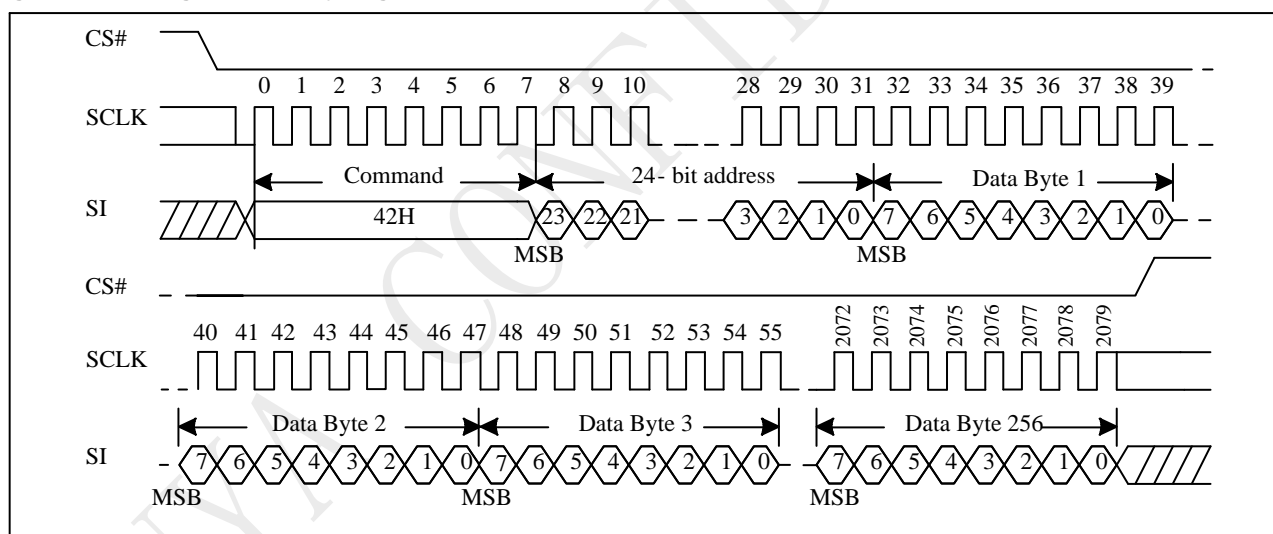 CS#
0 1 2 3 4 5 6 7 8 9 10 28 29 30 31 32 33 34 35 36 37 38 39
SCLK
Command 24- bit address Data Byte 1
SI 42H 23 22 21 3 2 1 0 7 6 5 4 3 2 1 0
MSB MSB
CS#
40 41 42 43 44 45 46 47 48 49 50 51 52 53 54 55 2072 2073 2074 2075 2076 2077 2078 2079
SCLK
Data Byte 2 Data Byte 3 Data Byte 256
SI 7 6 5 4 3 2 1 0 7 6 5 4 3 2 1 0 7 6 5 4 3 2 1 0
MSB MSB MSB